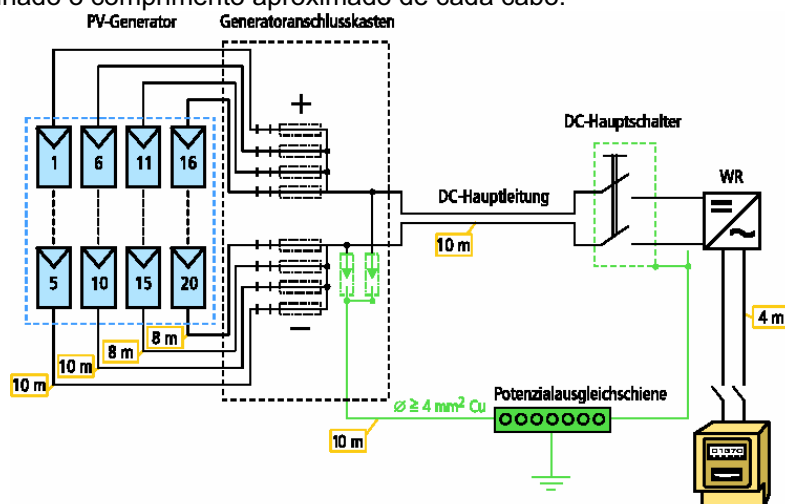 nado o comprimento aproximado de cada cabo.
PV-Generator
Generatoranschlusskasten
+
DC-Hauptschalter
1
6
11
16
WR
DC-Hauptleitung
10 m
5
10
15
20
8 m
8 m
10 m
10 m
4 m
–
Ø ≧ 4 mm² Cu
Potenzialausgleichschiene
10 m